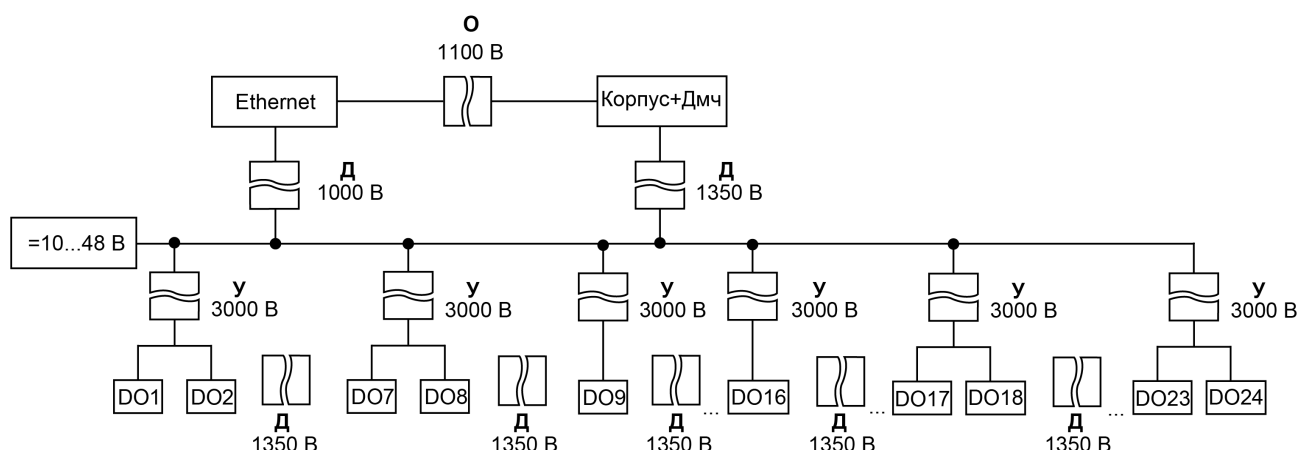 О
1100 В
Ethernet
Корпус+Дмч
Д
1000 В
Д
1350 В
=10...48 В
У
3000 В
У
3000 В
У
3000 В
У
3000 В
У
3000 В
У
3000 В
DO1
DO2
DO7
DO8
DO9
...
DO16
...
DO17
DO18
...
DO23
DO24
Д
1350 В
Д
1350 В
Д
1350 В
Д
1350 В
Д
1350 В